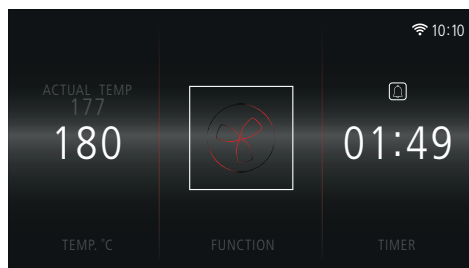 10:10
ACTUAL TEMP
177
180
01:49
TEMP. °C
FUNCTION
TIMER